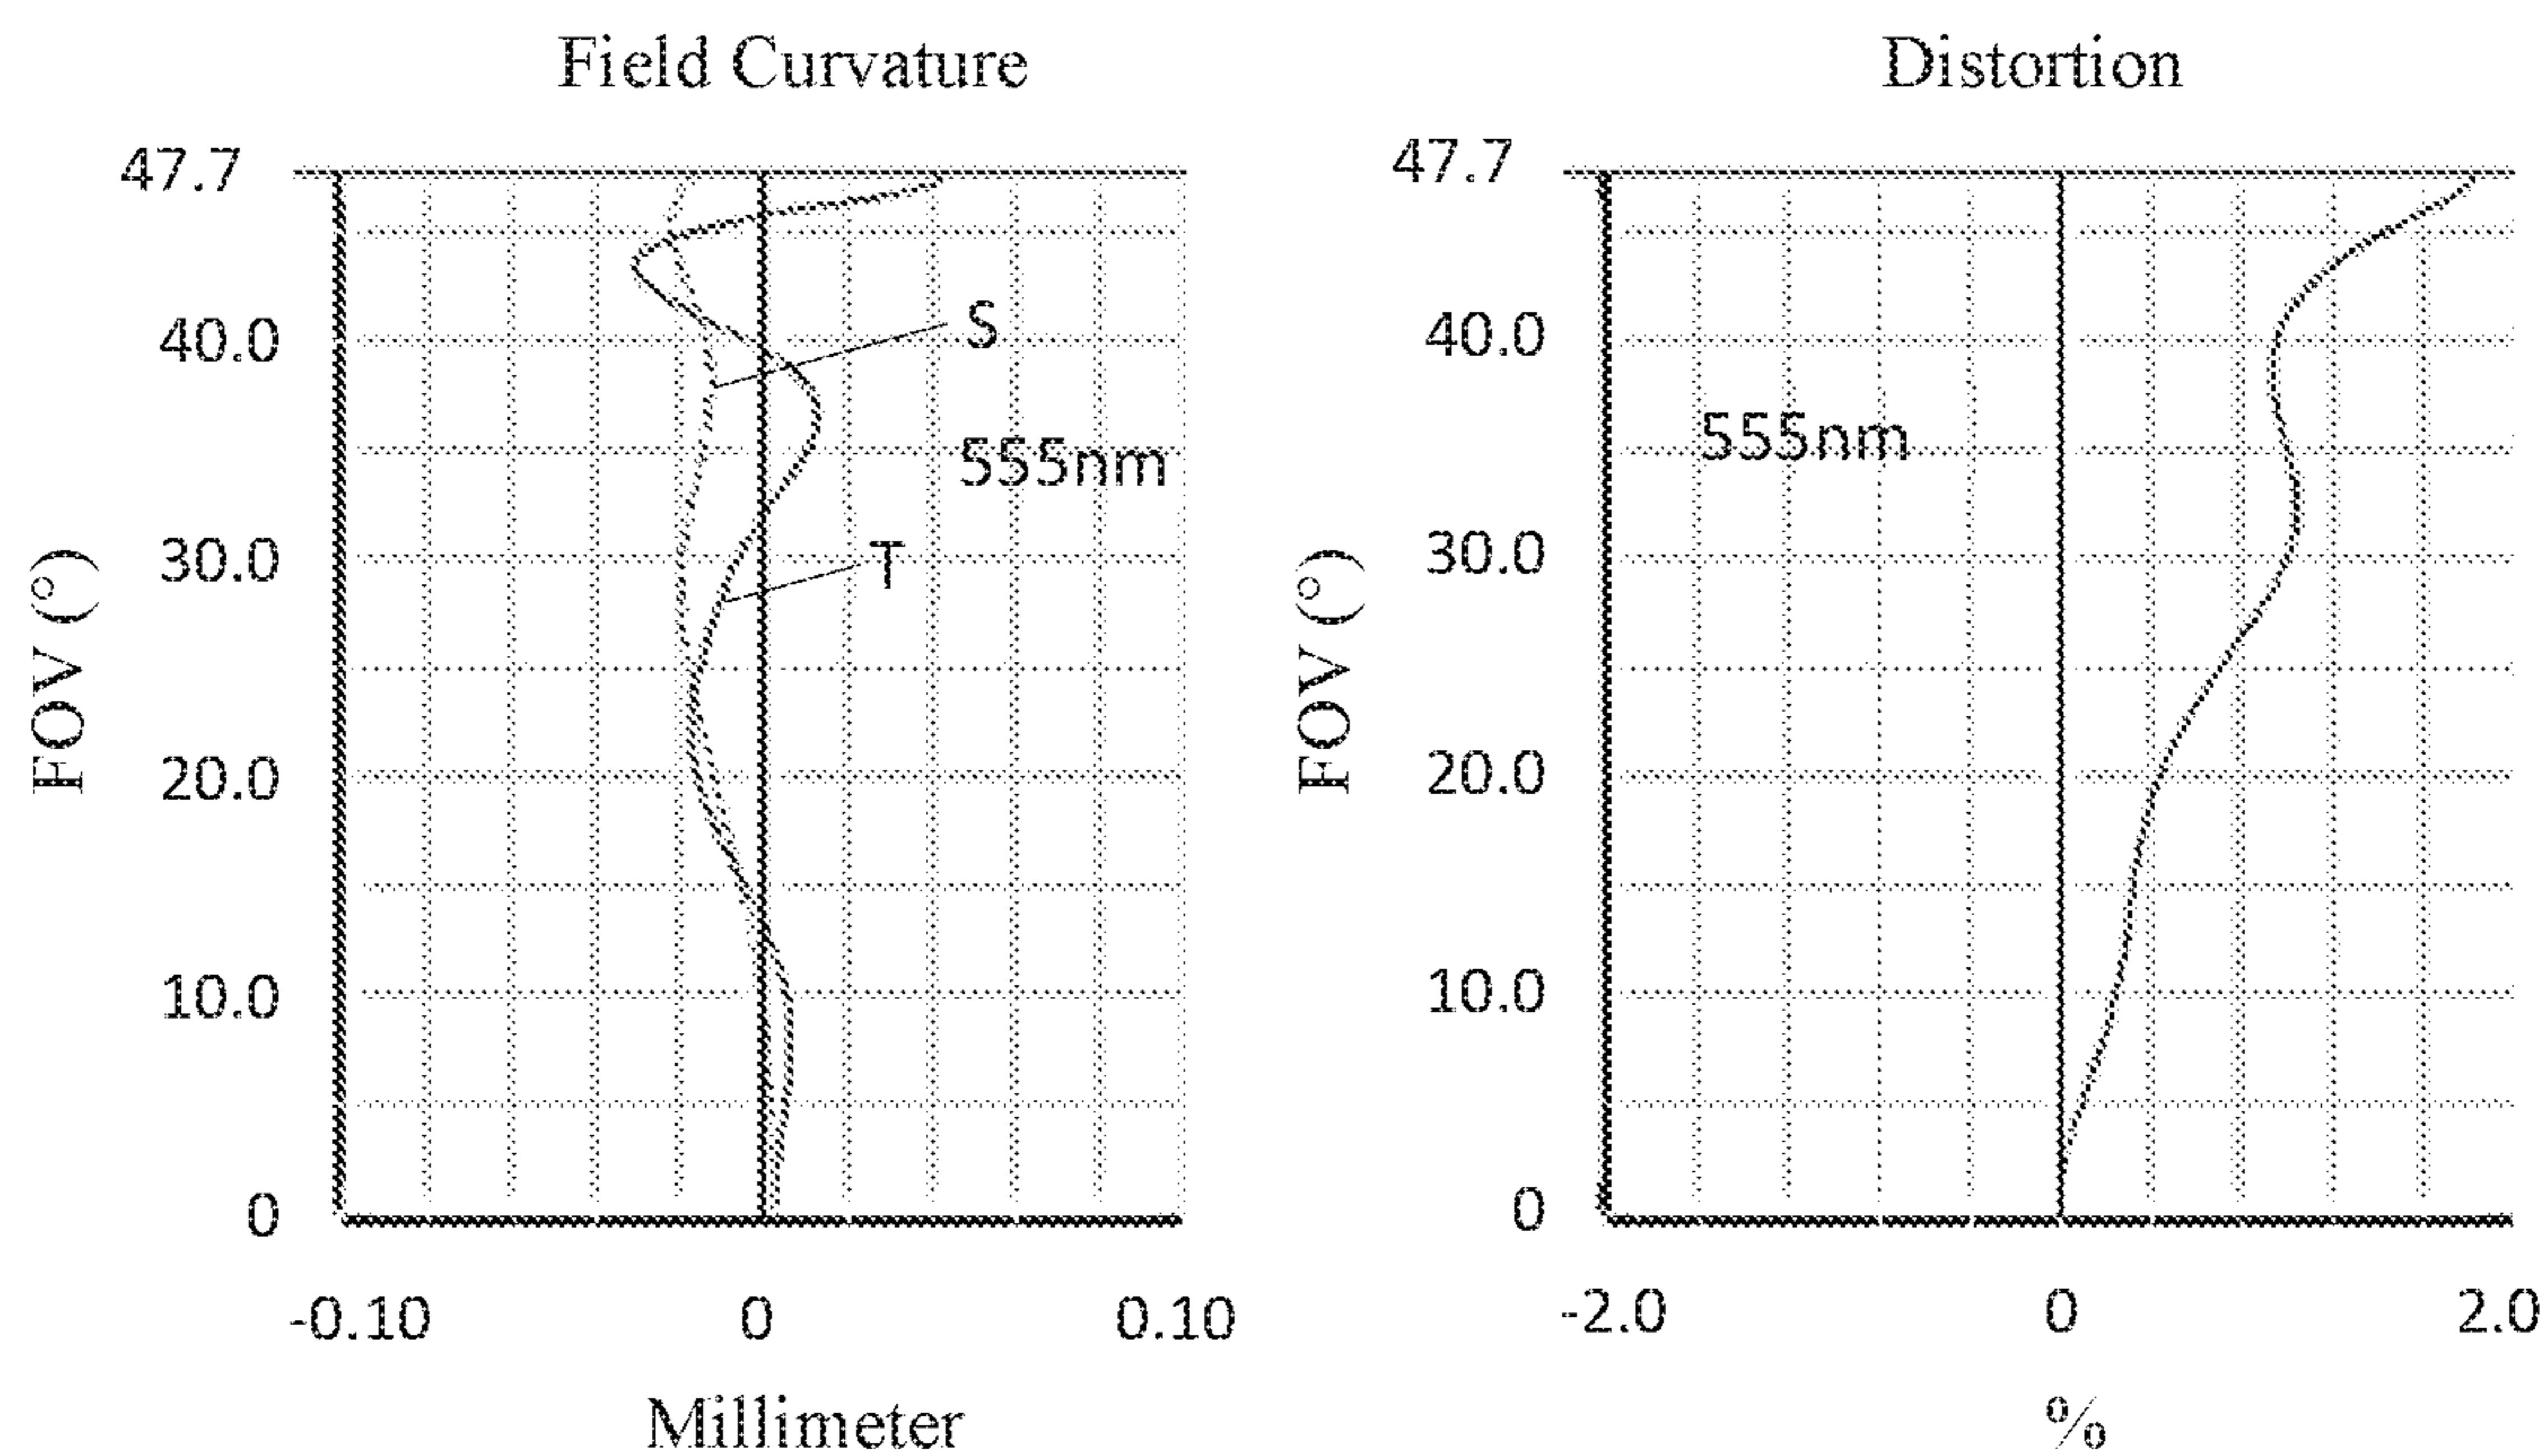 Field Curvature
47.7
40.0
30.0
20.0
10.0
0
FOV (°)
S
555nm
T
-0.10
0
0.10
Millimeter
Distortion
47.7
40.0
30.0
20.0
10.0
0
FOV (°)
555nm
-2.0
0
2.0
%